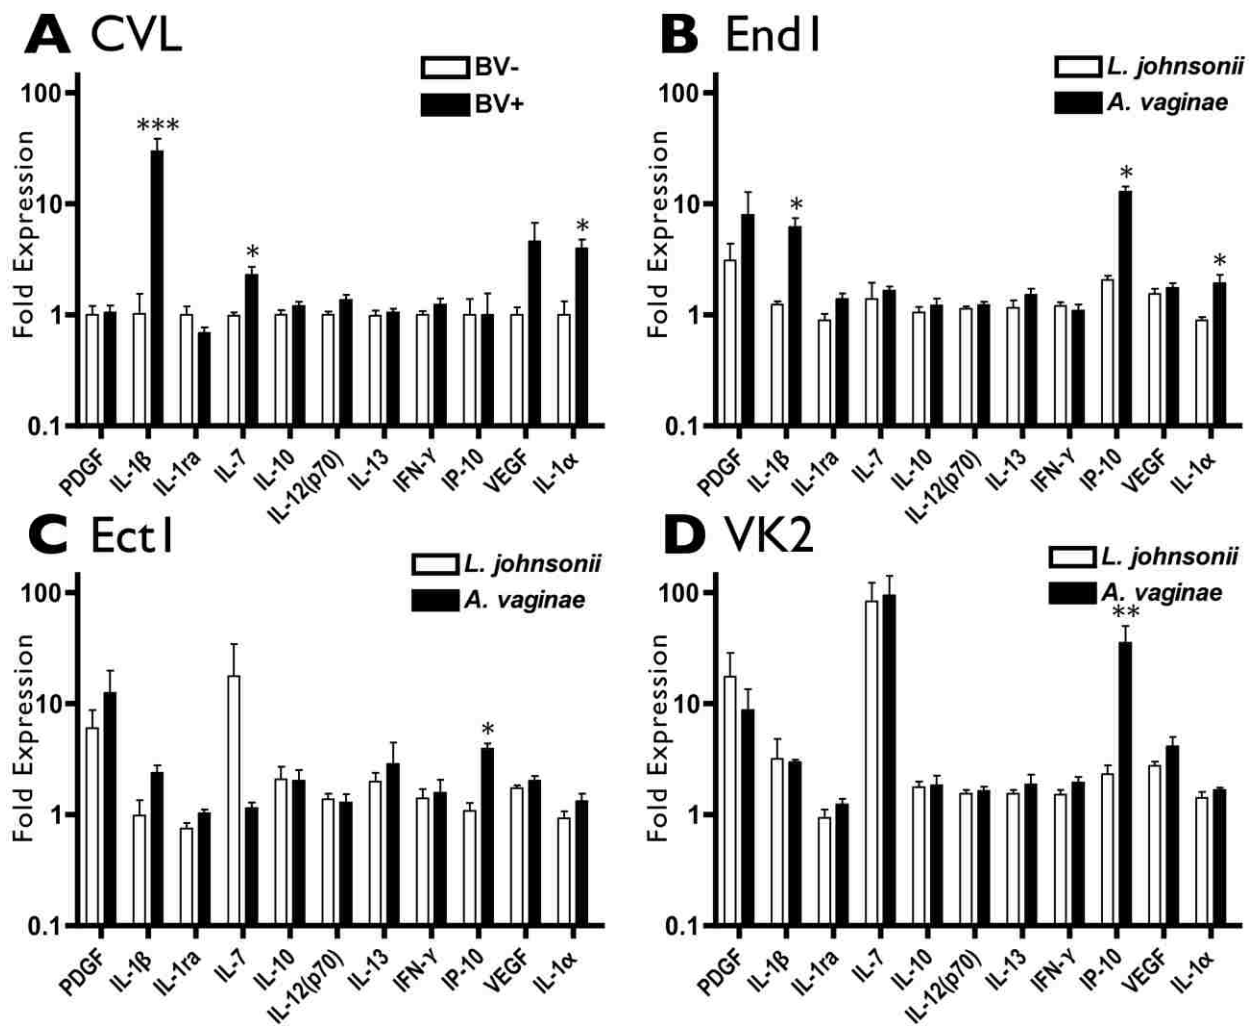 A CVL
BV-
BV+
Fold Expression
100
10
1
0.1
***
*
*
PDGF
IL-1β
IL-1ra
IL-7
IL-10
IL-12(p70)
IL-13
IFN-γ
IP-10
VEGF
IL-1α
B End1
L. johnsonii
A. vaginae
Fold Expression
100
10
1
0.1
*
*
*
PDGF
IL-1β
IL-1ra
IL-7
IL-10
IL-12(p70)
IL-13
IFN-γ
IP-10
VEGF
IL-1α
C Ect1
L. johnsonii
A. vaginae
Fold Expression
100
10
1
0.1
*
PDGF
IL-1β
IL-1ra
IL-7
IL-10
IL-12(p70)
IL-13
IFN-γ
IP-10
VEGF
IL-1α
D VK2
L. johnsonii
A. vaginae
Fold Expression
100
10
1
0.1
**
PDGF
IL-1β
IL-1ra
IL-7
IL-10
IL-12(p70)
IL-13
IFN-γ
IP-10
VEGF
IL-1α